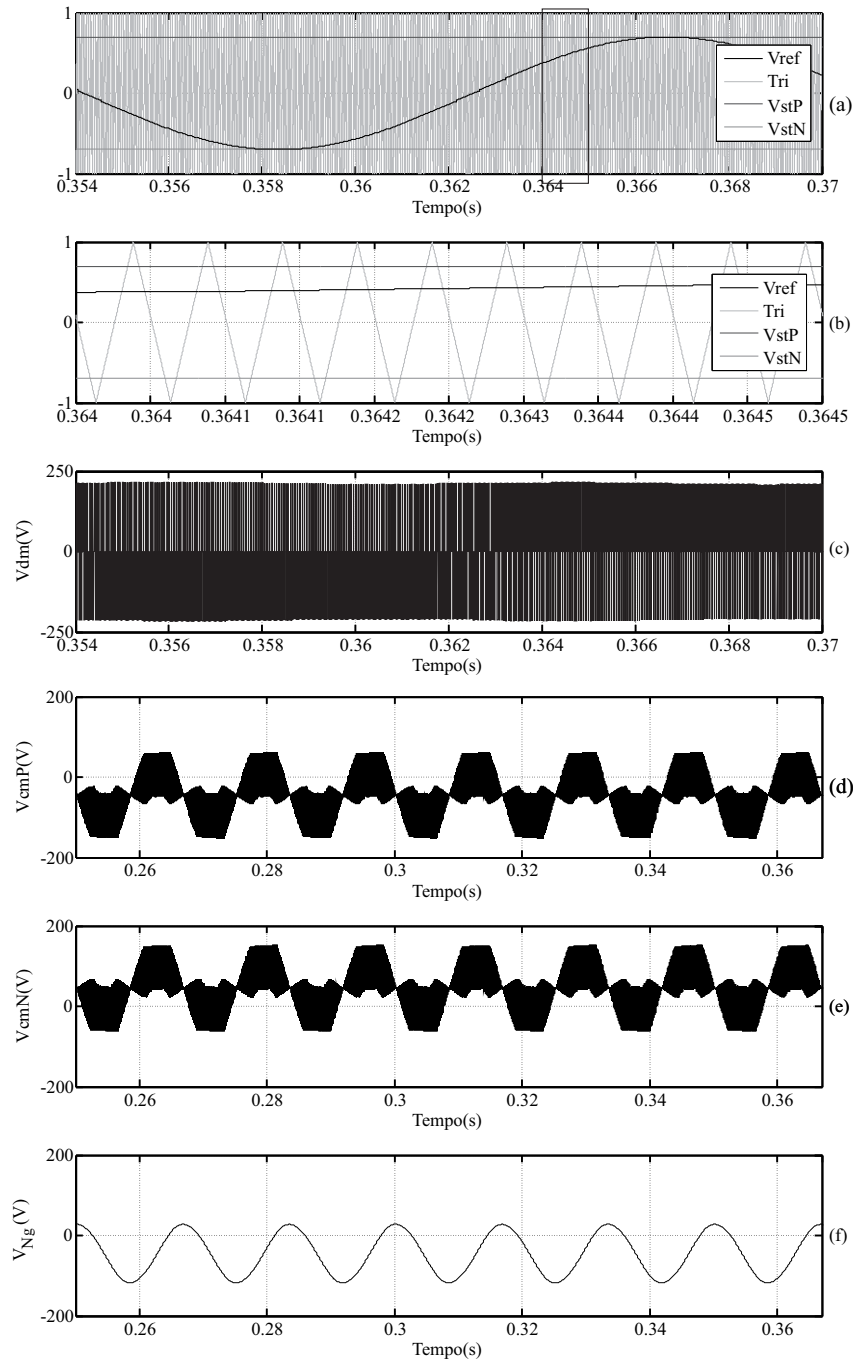 1
0
-1
0.354
0.356
0.358
0.36
0.362
0.364
0.366
0.368
0.37
Tempo(s)
Vref
Tri
VstP
VstN
(a)
1
0
-1
0.364
0.364
0.3641
0.3641
0.3642
0.3642
0.3643
0.3644
0.3644
0.3645
0.3645
Tempo(s)
Vref
Tri
VstP
VstN
(b)
Vdm(V)
250
0
-250
0.354
0.356
0.358
0.36
0.362
0.364
0.366
0.368
0.37
Tempo(s)
(c)
VcmP(V)
200
0
-200
0.26
0.28
0.3
0.32
0.34
0.36
Tempo(s)
(d)
VcmN(V)
200
0
-200
0.26
0.28
0.3
0.32
0.34
0.36
Tempo(s)
(e)
VNg(V)
200
0
-200
0.26
0.28
0.3
0.32
0.34
0.36
Tempo(s)
(f)